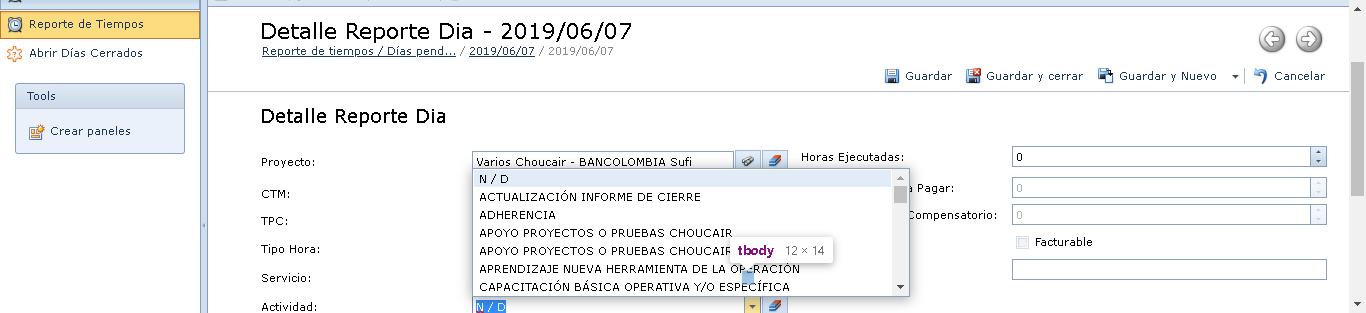 Reporte de Tiempos
Abrir Días Cerrados
Tools
Crear paneles
Detalle Reporte Dia - 2019/06/07
Reporte de tiempos / Días pend... / 2019/06/07 / 2019/06/07
Guardar Guardar y cerrar Guardar y Nuevo Cancelar
Detalle Reporte Dia
Proyecto: Varios Choucair - BANCOLOMBIA Sufi
CTM:
TPC:
Tipo Hora:
Servicio:
Actividad: N / D
N / D
ACTUALIZACIÓN INFORME DE CIERRE
ADHERENCIA
APOYO PROYECTOS O PRUEBAS CHOUCAIR
APOYO PROYECTOS O PRUEBAS CHOUCAIR
APRENDIZAJE NUEVA HERRAMIENTA DE LA OPERACIÓN
CAPACITACIÓN BÁSICA OPERATIVA Y/O ESPECÍFICA
tbody 12 × 14
Horas Ejecutadas: 0
a Pagar: 0
Compensatorio: 0
Facturable